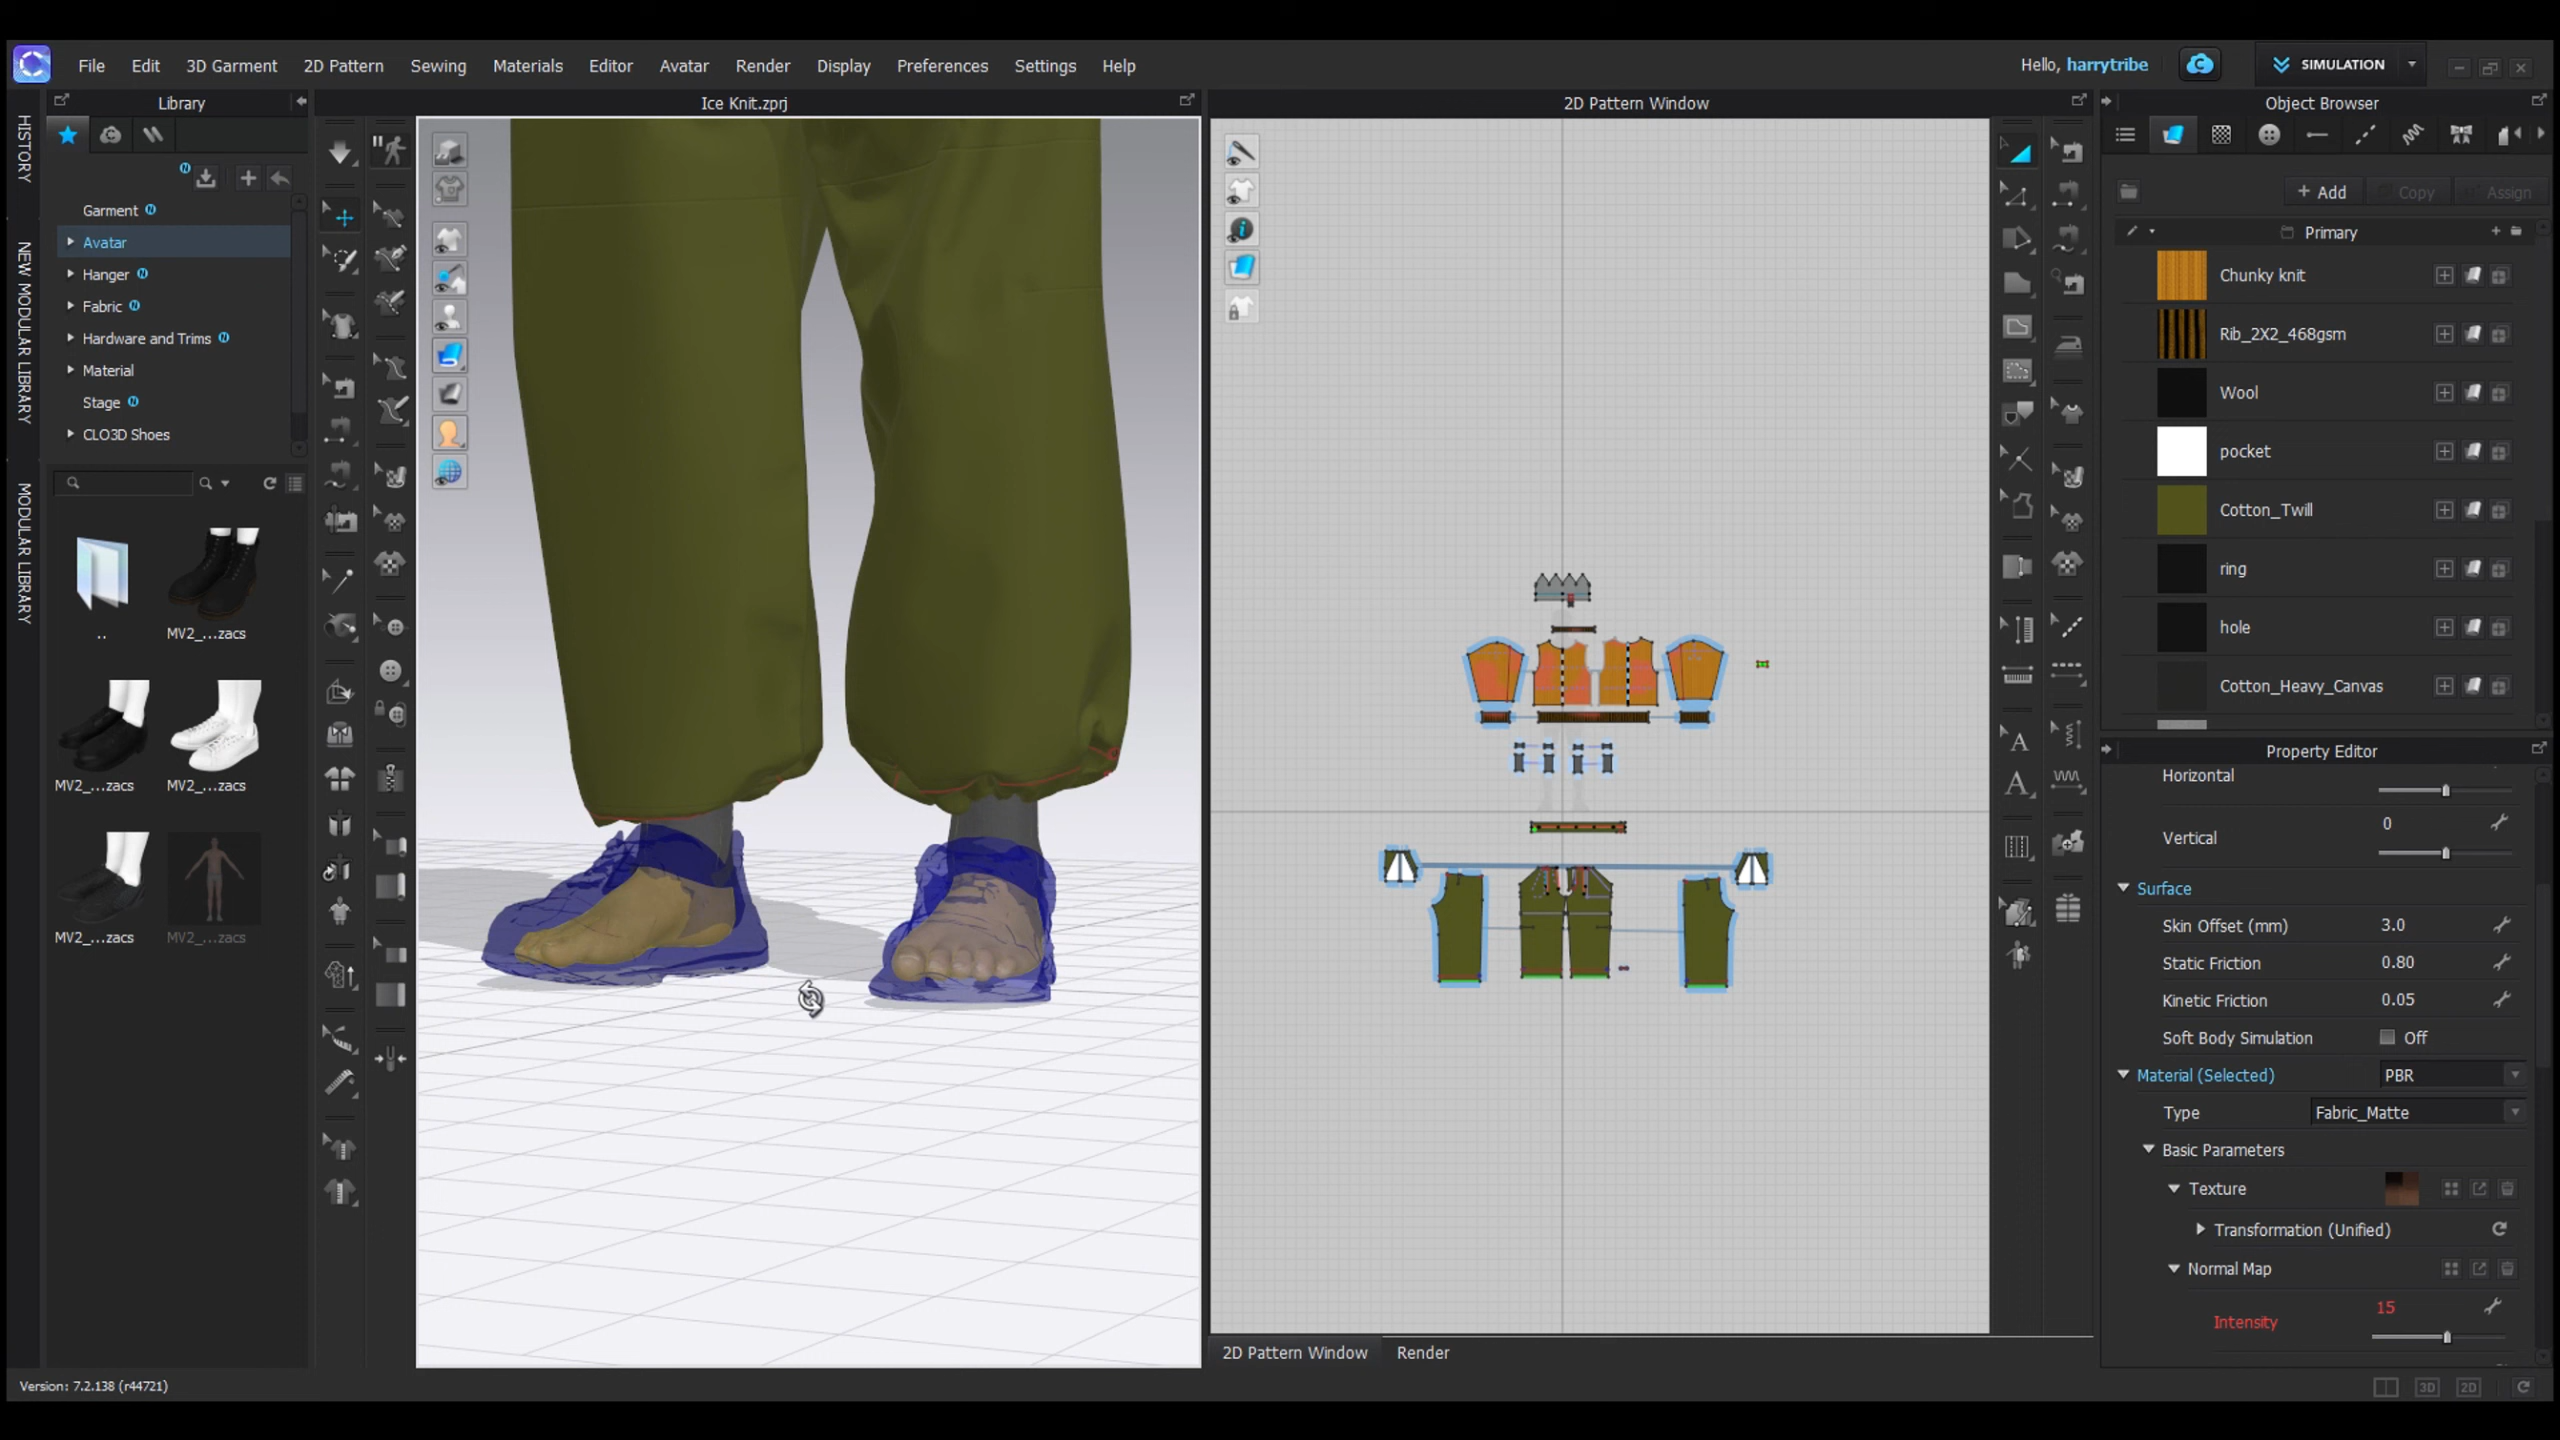 File Edit 3D Garment 2D Pattern Sewing Materials Editor Avatar Render Display Preferences Settings Help
Hello, harrytribe
SIMULATION
HISTORY
NEW MODULAR LIBRARY
MODULAR LIBRARY
Library
Garment N
Avatar
Hanger N
Fabric N
Hardware and Trims N
Material
Stage N
CLO3D Shoes
..
MV2_...zacs
MV2_...zacs
MV2_...zacs
MV2_...zacs
MV2_...zacs
Ice Knit.zprj
2D Pattern Window
2D Pattern Window
Render
Object Browser
+ Add
Copy
Assign
Primary
Chunky knit
Rib_2X2_468gsm
Wool
pocket
Cotton_Twill
ring
hole
Cotton_Heavy_Canvas
Property Editor
Horizontal
Vertical 0
Surface
Skin Offset (mm) 3.0
Static Friction 0.80
Kinetic Friction 0.05
Soft Body Simulation Off
Material (Selected) PBR
Type Fabric_Matte
Basic Parameters
Texture
Transformation (Unified)
Normal Map
Intensity 15
Version: 7.2.138 (r44721)
3D 2D